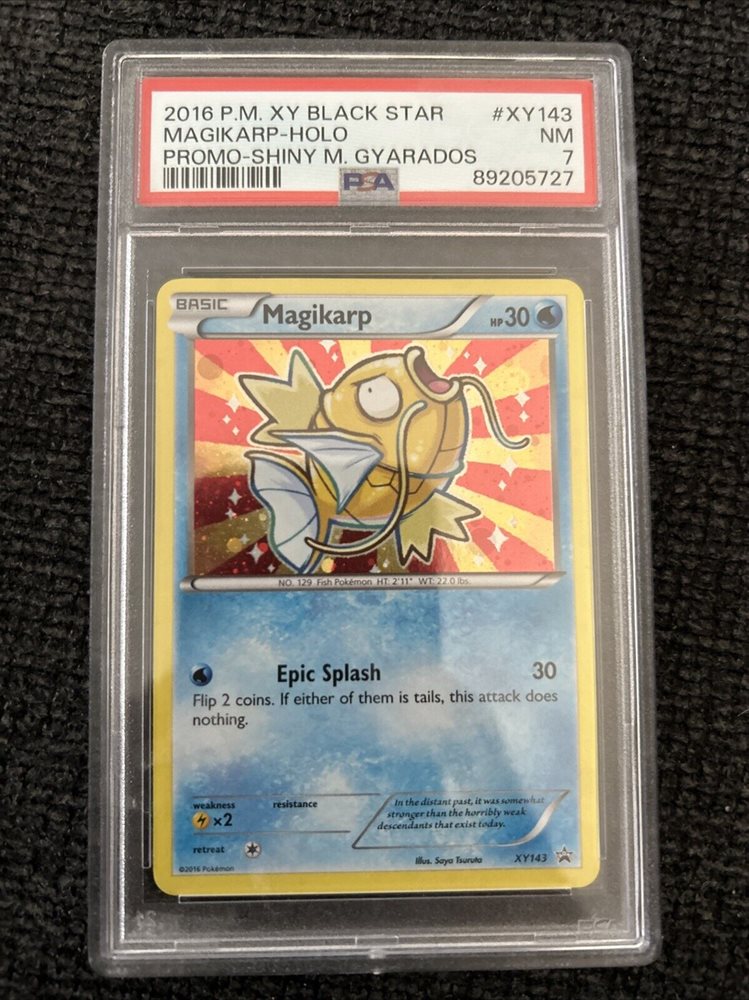 2016 P.M. XY BLACK STAR #XY143
MAGIKARP-HOLO NM
PROMO-SHINY M. GYARADOS 7
PSA 89205727
BASIC Magikarp HP30
NO. 129 Fish Pokémon HT: 2'11" WT: 22.0 lbs.
Epic Splash 30
Flip 2 coins. If either of them is tails, this attack does
nothing.
weakness resistance
×2
In the distant past, it was somewhat
stronger than the horribly weak
descendants that exist today.
retreat
Illus. Saya Tsuruta XY143
©2016 Pokémon